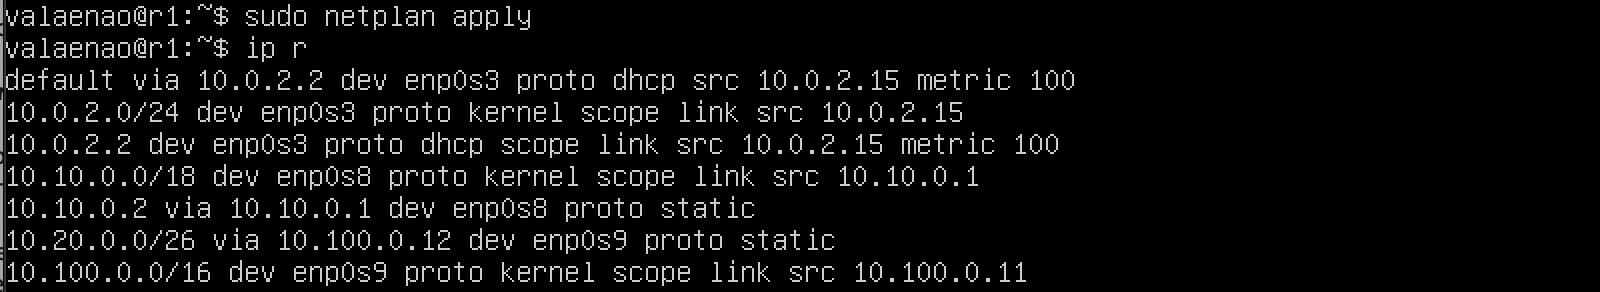 valaenao@r1:~$ sudo netplan apply
valaenao@r1:~$ ip r
default via 10.0.2.2 dev enp0s3 proto dhcp src 10.0.2.15 metric 100
10.0.2.0/24 dev enp0s3 proto kernel scope link src 10.0.2.15
10.0.2.2 dev enp0s3 proto dhcp scope link src 10.0.2.15 metric 100
10.10.0.0/18 dev enp0s8 proto kernel scope link src 10.10.0.1
10.10.0.2 via 10.10.0.1 dev enp0s8 proto static
10.20.0.0/26 via 10.100.0.12 dev enp0s9 proto static
10.100.0.0/16 dev enp0s9 proto kernel scope link src 10.100.0.11